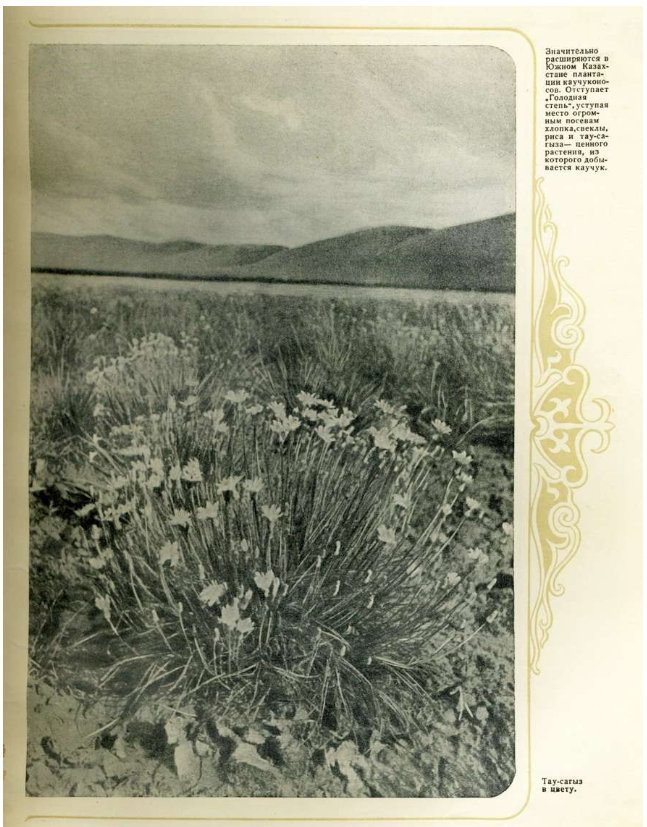 Значительно
расширяются в
Южном Казах-
стане планта-
ции каучуконо-
сов. Отступает
„Голодная
степь“, уступая
место огром-
ным посевам
хлопка, свеклы,
риса и тау-са-
гыза— ценного
растения, из
которого добы-
вается каучук.
Тау-сагыз
в цвету.